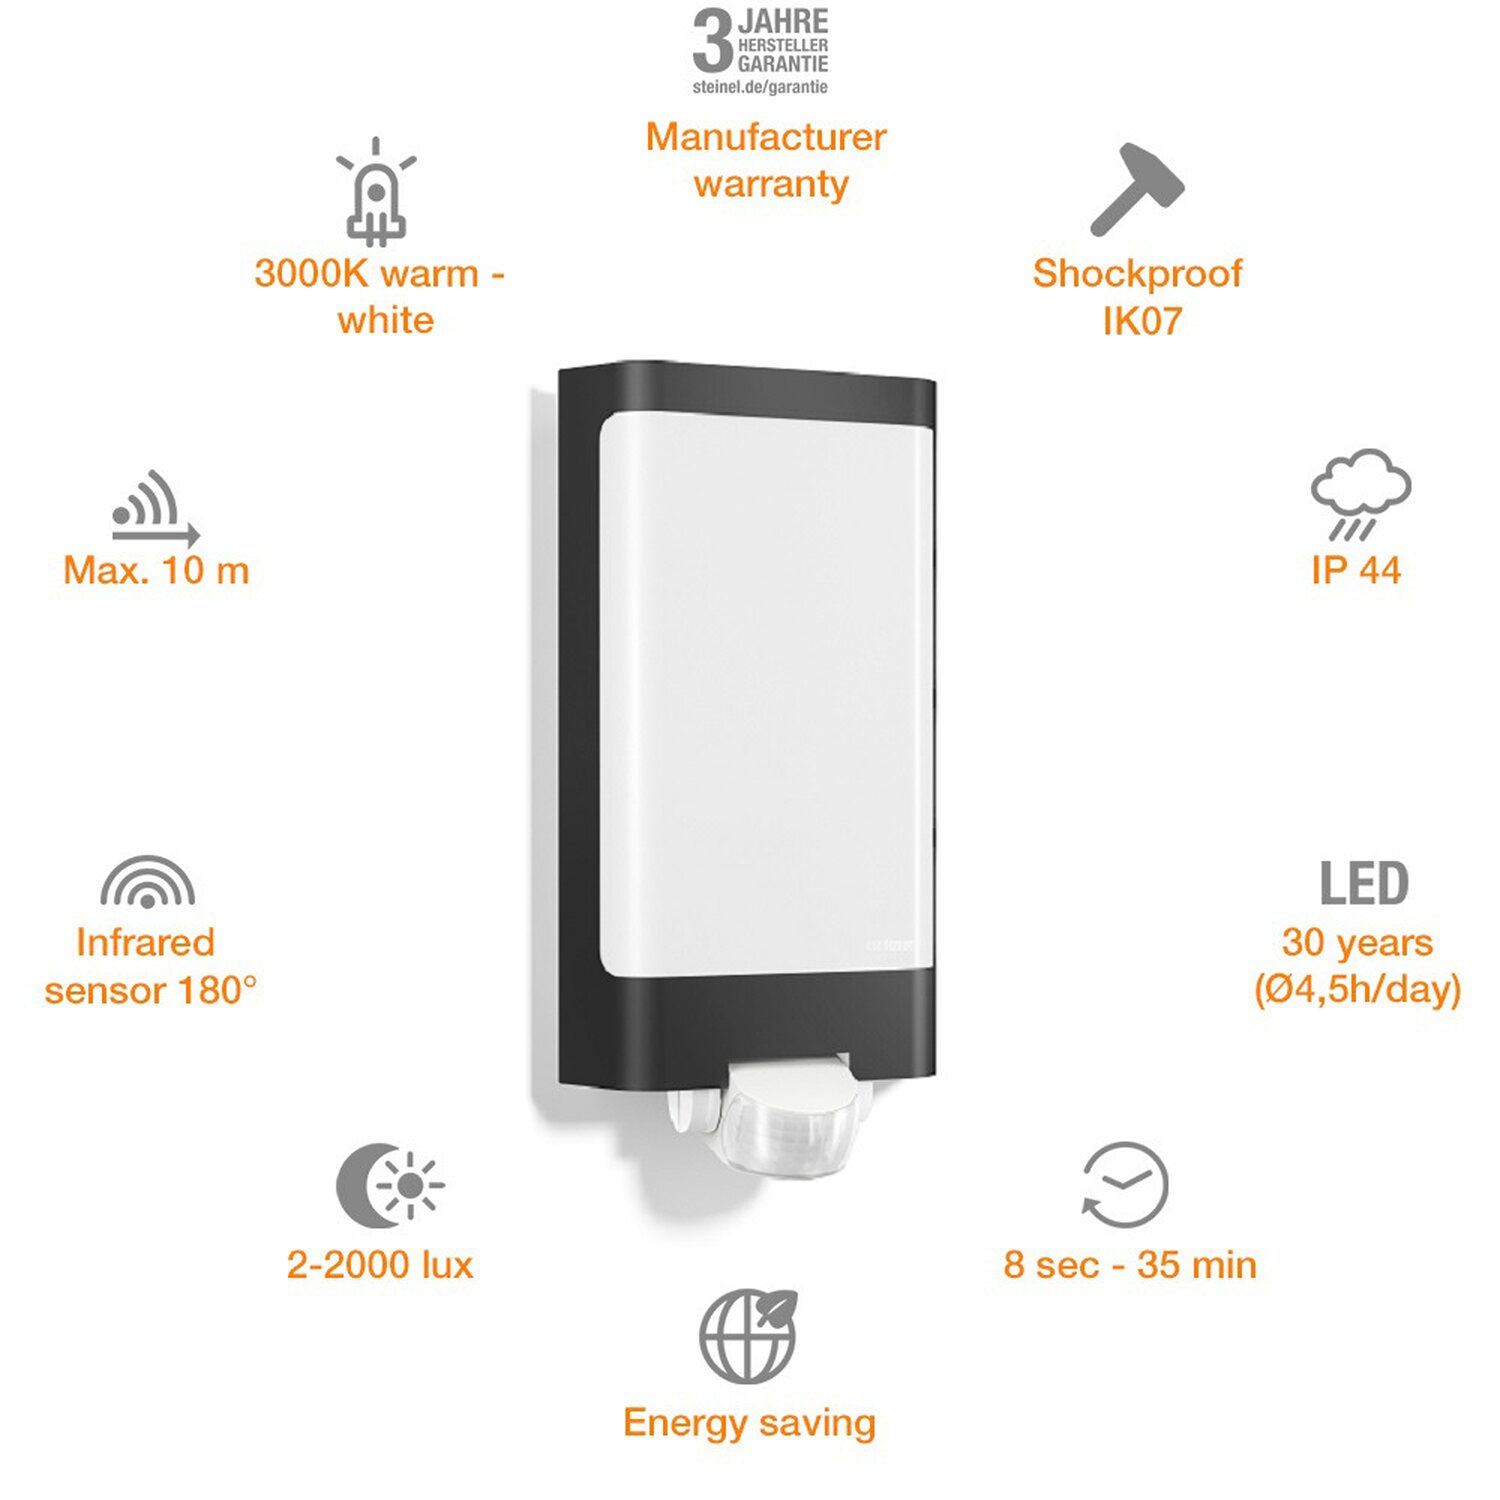 3 JAHRE
HERSTELLER
GARANTIE
steinel.de/garantie
Manufacturer
warranty
3000K warm -
white
Shockproof
IK07
Max. 10 m
IP 44
Infrared
sensor 180°
LED
30 years
(Ø4,5h/day)
2-2000 lux
8 sec - 35 min
Energy saving